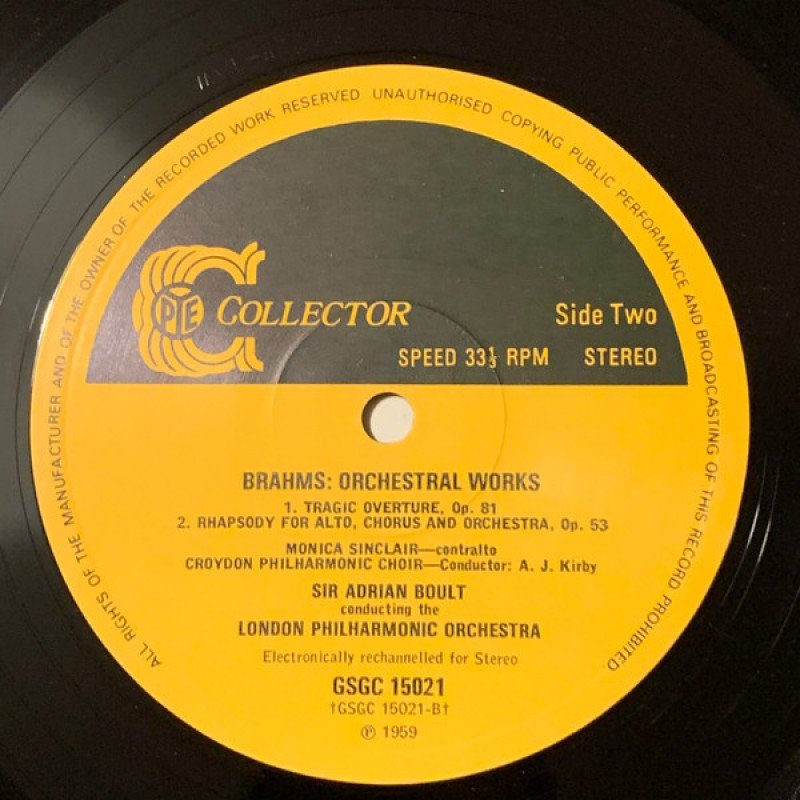 ALL RIGHTS OF THE MANUFACTURER AND OF THE OWNER OF THE RECORDED WORK RESERVED UNAUTHORISED COPYING PUBLIC PERFORMANCE AND BROADCASTING OF THIS RECORD PROHIBITED
PYE COLLECTOR
Side Two
SPEED 33⅓ RPM STEREO
BRAHMS: ORCHESTRAL WORKS
1. TRAGIC OVERTURE, Op. 81
2. RHAPSODY FOR ALTO, CHORUS AND ORCHESTRA, Op. 53
MONICA SINCLAIR—contralto
CROYDON PHILHARMONIC CHOIR—Conductor: A. J. Kirby
SIR ADRIAN BOULT
conducting the
LONDON PHILHARMONIC ORCHESTRA
Electronically rechannelled for Stereo
GSGC 15021
†GSGC 15021-B†
℗ 1959